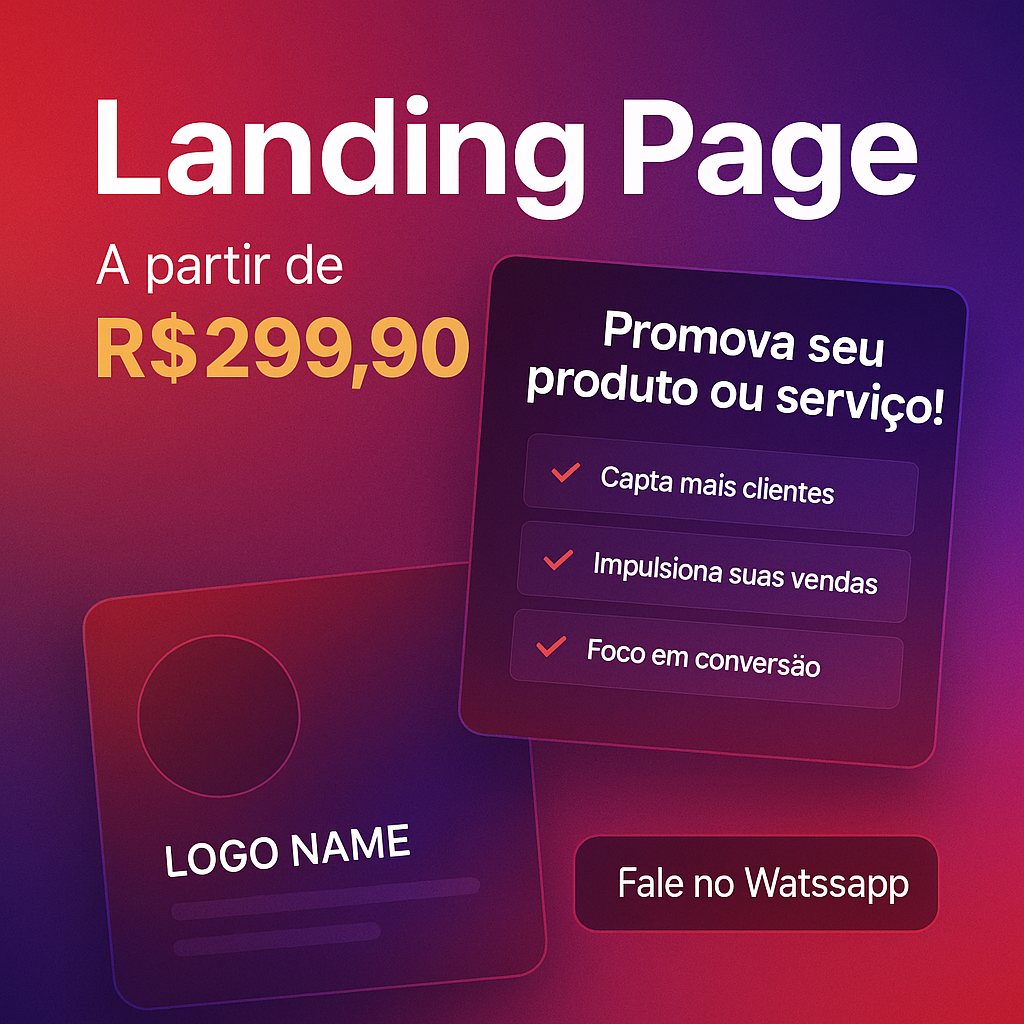 Landing Page
A partir de
R$299,90
Promova seu
produto ou serviço!
Capta mais clientes
Impulsiona suas vendas
Foco em conversäo
LOGO NAME
Fale no Watssapp